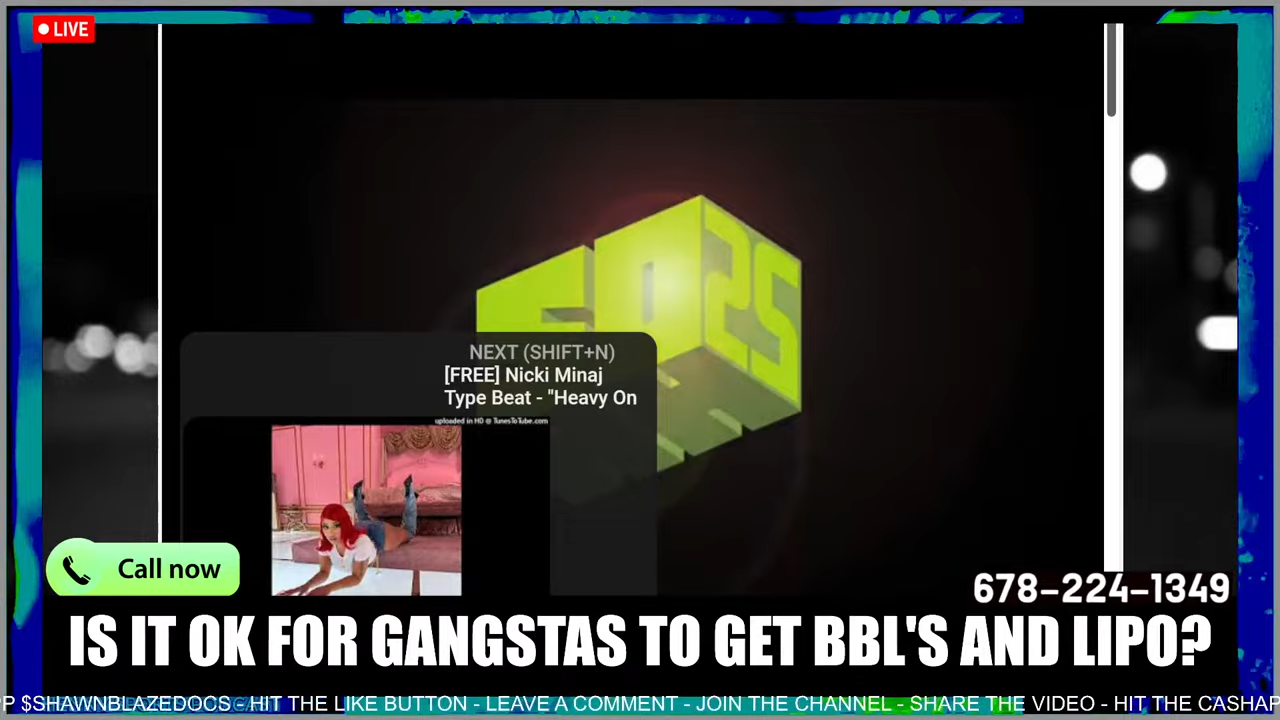 LIVE
25
NEXT (SHIFT+N)
[FREE] Nicki Minaj
Type Beat - "Heavy On
uploaded in HD @ TunesToTube.com
Call now
678-224-1349
IS IT OK FOR GANGSTAS TO GET BBL'S AND LIPO?
PP $SHAWNBLAZEDOCS - HIT THE LIKE BUTTON - LEAVE A COMMENT - JOIN THE CHANNEL - SHARE THE VIDEO - HIT THE CASHAP